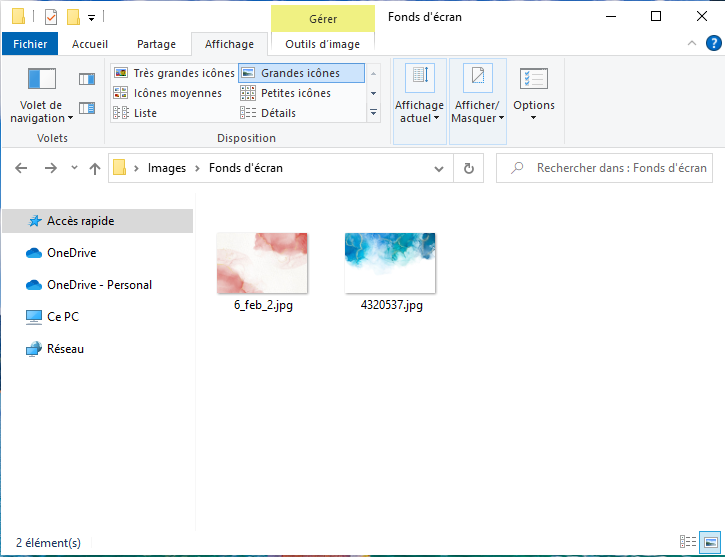 Gérer
Fonds d'écran
Fichier
Accueil
Partage
Affichage
Outils d'image
Volet de navigation
Très grandes icônes
Grandes icônes
Icônes moyennes
Petites icônes
Liste
Détails
Affichage actuel
Afficher/
Masquer
Options
Volets
Disposition
Images
Fonds d'écran
Rechercher dans : Fonds d'écran
Accès rapide
OneDrive
OneDrive - Personal
Ce PC
Réseau
6_feb_2.jpg
4320537.jpg
2 élément(s)